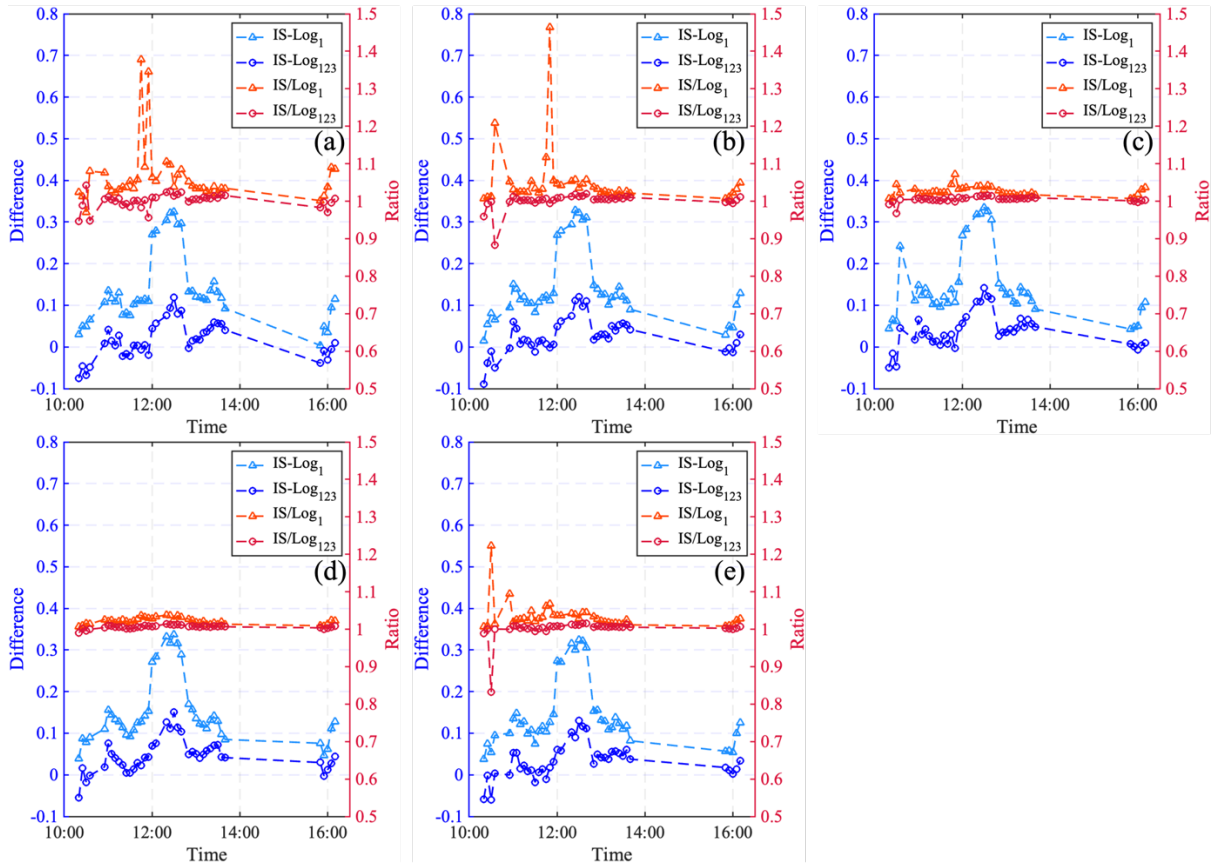 0.8
0.7
0.6
0.5
0.4
0.3
0.2
0.1
0
-0.1
Difference
10:00 12:00 14:00 16:00
Time
1.5
1.4
1.3
1.2
1.1
1
0.9
0.8
0.7
0.6
0.5
Ratio
IS-Log1
IS-Log123
IS/Log1
IS/Log123
(a)
0.8
0.7
0.6
0.5
0.4
0.3
0.2
0.1
0
-0.1
Difference
10:00 12:00 14:00 16:00
Time
1.5
1.4
1.3
1.2
1.1
1
0.9
0.8
0.7
0.6
0.5
Ratio
IS-Log1
IS-Log123
IS/Log1
IS/Log123
(b)
0.8
0.7
0.6
0.5
0.4
0.3
0.2
0.1
0
-0.1
Difference
10:00 12:00 14:00 16:00
Time
1.5
1.4
1.3
1.2
1.1
1
0.9
0.8
0.7
0.6
0.5
Ratio
IS-Log1
IS-Log123
IS/Log1
IS/Log123
(c)
0.8
0.7
0.6
0.5
0.4
0.3
0.2
0.1
0
-0.1
Difference
10:00 12:00 14:00 16:00
Time
1.5
1.4
1.3
1.2
1.1
1
0.9
0.8
0.7
0.6
0.5
Ratio
IS-Log1
IS-Log123
IS/Log1
IS/Log123
(d)
0.8
0.7
0.6
0.5
0.4
0.3
0.2
0.1
0
-0.1
Difference
10:00 12:00 14:00 16:00
Time
1.5
1.4
1.3
1.2
1.1
1
0.9
0.8
0.7
0.6
0.5
Ratio
IS-Log1
IS-Log123
IS/Log1
IS/Log123
(e)